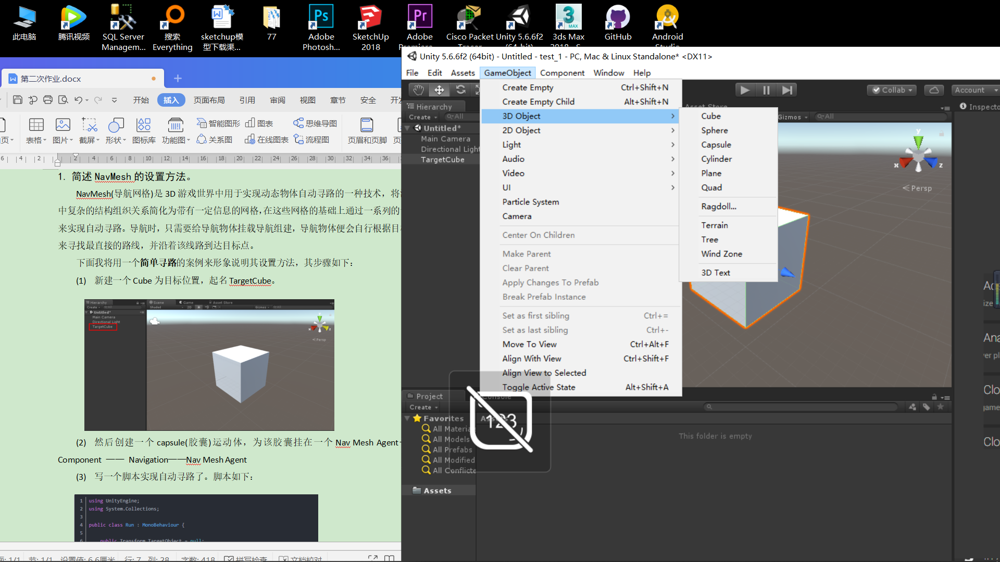 此电脑
腾讯视频
SQL Server
Managem...
搜索
Everything
sketchup模
型下载渠...
77
Adobe
Photosh...
SketchUp
2018
Adobe
Cisco Packet
Unity 5.6.6f2
3ds Max
GitHub
Android
Unity 5.6.6f2 (64bit) - Untitled - test_1 - PC, Mac & Linux Standalone* <DX11>
File Edit Assets GameObject Component Window Help
第二次作业.docx
开始 插入 页面布局 引用 审阅 视图 章节 安全
智能图形 图表 思维导图
表格 图片 截屏 形状 图标库 功能图 关系图 在线图表 流程图 页眉和页脚
6 4 2 2 4 6 8 10 12 14 16 18 20 22 24 26 28 30 32 34 36
1. 简述 NavMesh 的设置方法。
NavMesh(导航网格)是 3D 游戏世界中用于实现动态物体自动寻路的一种技术，将
中复杂的结构组织关系简化为带有一定信息的网格,在这些网格的基础上通过一系列的
来实现自动寻路。导航时，只需要给导航物体挂载导航组建，导航物体便会自行根据目
来寻找最直接的路线，并沿着该线路到达目标点。
下面我将用一个简单寻路的案例来形象说明其设置方法，其步骤如下：
(1) 新建一个 Cube 为目标位置，起名 TargetCube。
Hierarchy
Create
Untitled*
Main Camera
Directional Light
TargetCube
Scene Game Asset Store
Shaded 2D Gizmos All
x z
Persp
(2) 然后创建一个 capsule(胶囊)运动体，为该胶囊挂在一个 Nav Mesh Agent
Component —— Navigation——Nav Mesh Agent
(3) 写一个脚本实现自动寻路了。脚本如下：
1 using UnityEngine;
2 using System.Collections;
3
4 public class Run : MonoBehaviour {
5
6 public Transform TargetObject = null;
节: 1/1 设置值: 6.6厘米 行: 7 列: 28 字数: 418 拼写检查 文档校对
Collab Account
Hierarchy
Create All
Untitled*
Main Camera
Directional Light
TargetCube
Create Empty Ctrl+Shift+N
Create Empty Child Alt+Shift+N
3D Object
2D Object
Light
Audio
Video
UI
Particle System
Camera
Center On Children
Make Parent
Clear Parent
Apply Changes To Prefab
Break Prefab Instance
Set as first sibling Ctrl+=
Set as last sibling Ctrl+-
Move To View Ctrl+Alt+F
Align With View Ctrl+Shift+F
Align View to Selected
Toggle Active State Alt+Shift+A
Cube
Sphere
Capsule
Cylinder
Plane
Quad
Ragdoll...
Terrain
Tree
Wind Zone
3D Text
Asset Store
Gizmos All
y
x z
Persp
Inspecto
Ana
Clo
Clo
Project Console
Create
Favorites Assets
All Materia
All Models
All Prefabs
All Modified
All Conflicte
Assets
123
This folder is empty